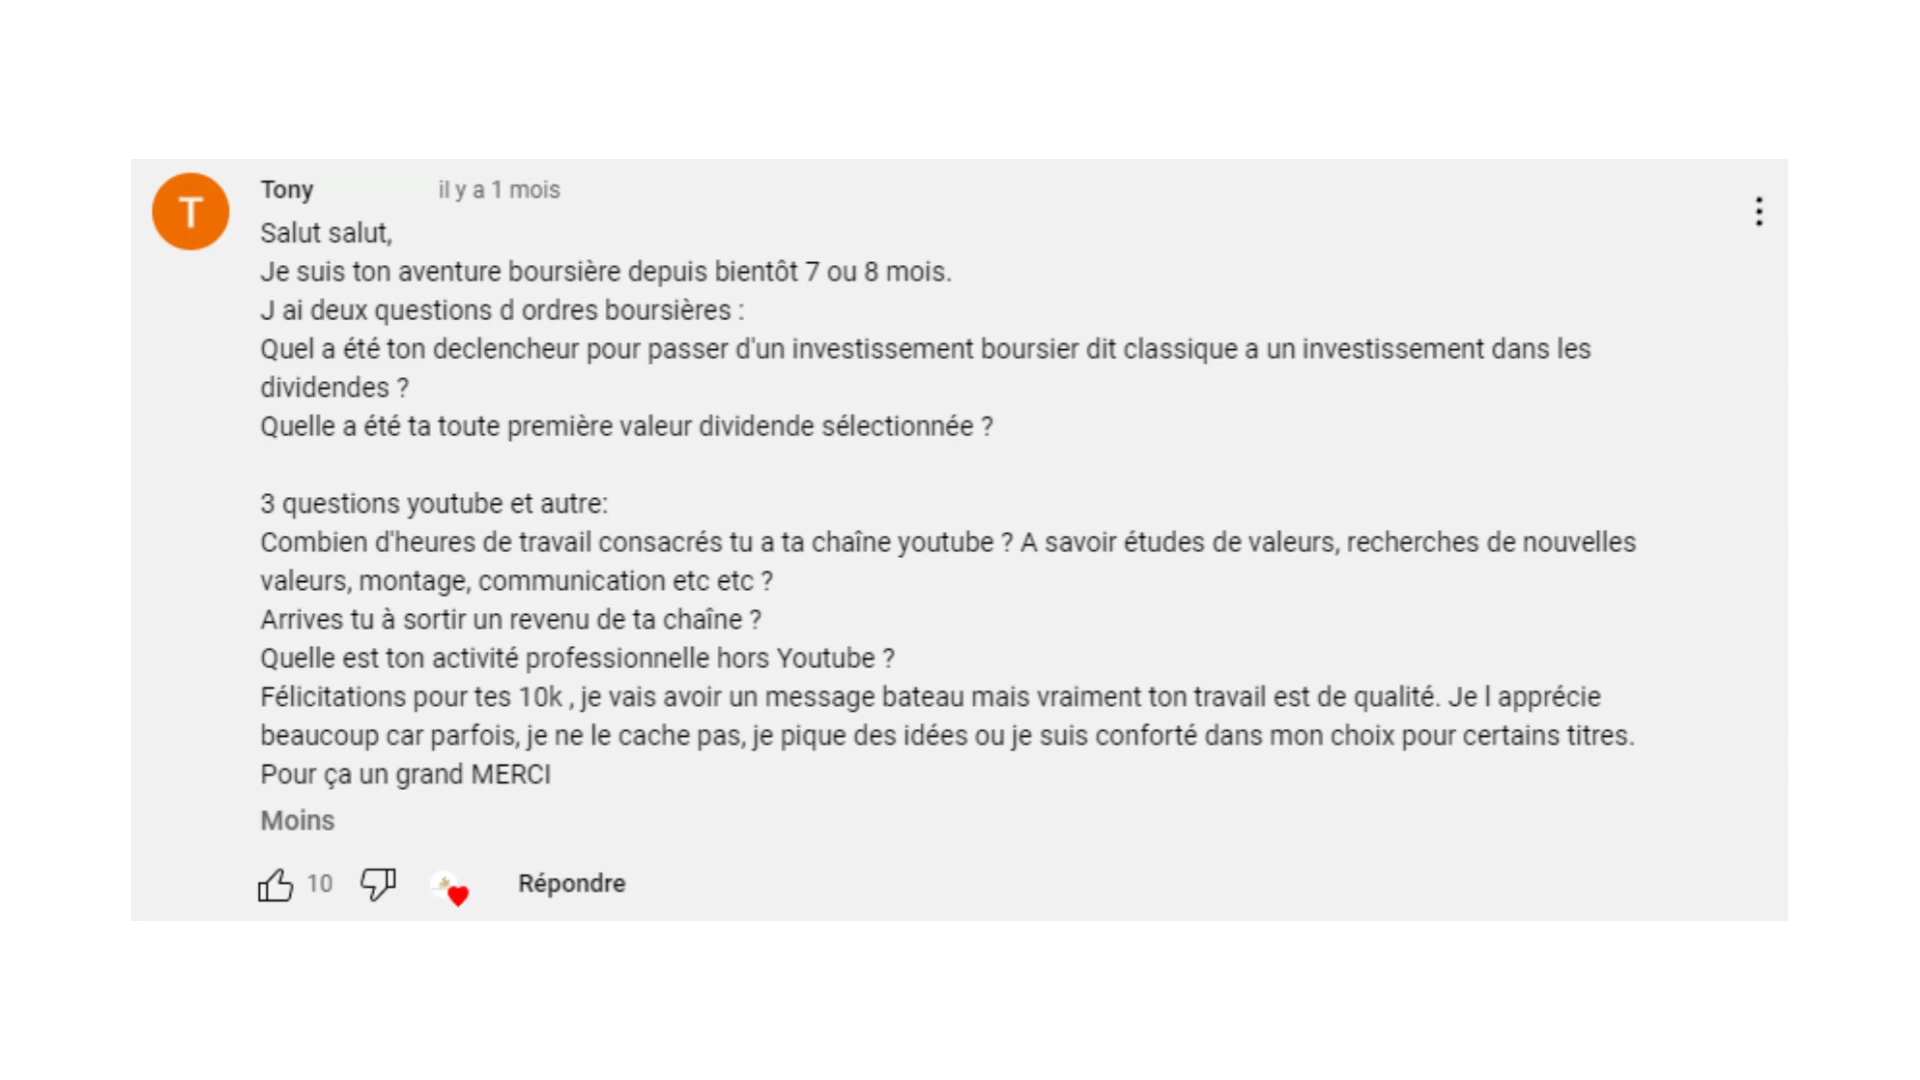 T
Tony il y a 1 mois
Salut salut,
Je suis ton aventure boursière depuis bientôt 7 ou 8 mois.
J ai deux questions d ordres boursières :
Quel a été ton declencheur pour passer d'un investissement boursier dit classique a un investissement dans les
dividendes ?
Quelle a été ta toute première valeur dividende sélectionnée ?
3 questions youtube et autre:
Combien d'heures de travail consacrés tu a ta chaîne youtube ? A savoir études de valeurs, recherches de nouvelles
valeurs, montage, communication etc etc ?
Arrives tu à sortir un revenu de ta chaîne ?
Quelle est ton activité professionnelle hors Youtube ?
Félicitations pour tes 10k , je vais avoir un message bateau mais vraiment ton travail est de qualité. Je l apprécie
beaucoup car parfois, je ne le cache pas, je pique des idées ou je suis conforté dans mon choix pour certains titres.
Pour ça un grand MERCI
Moins
10 Répondre